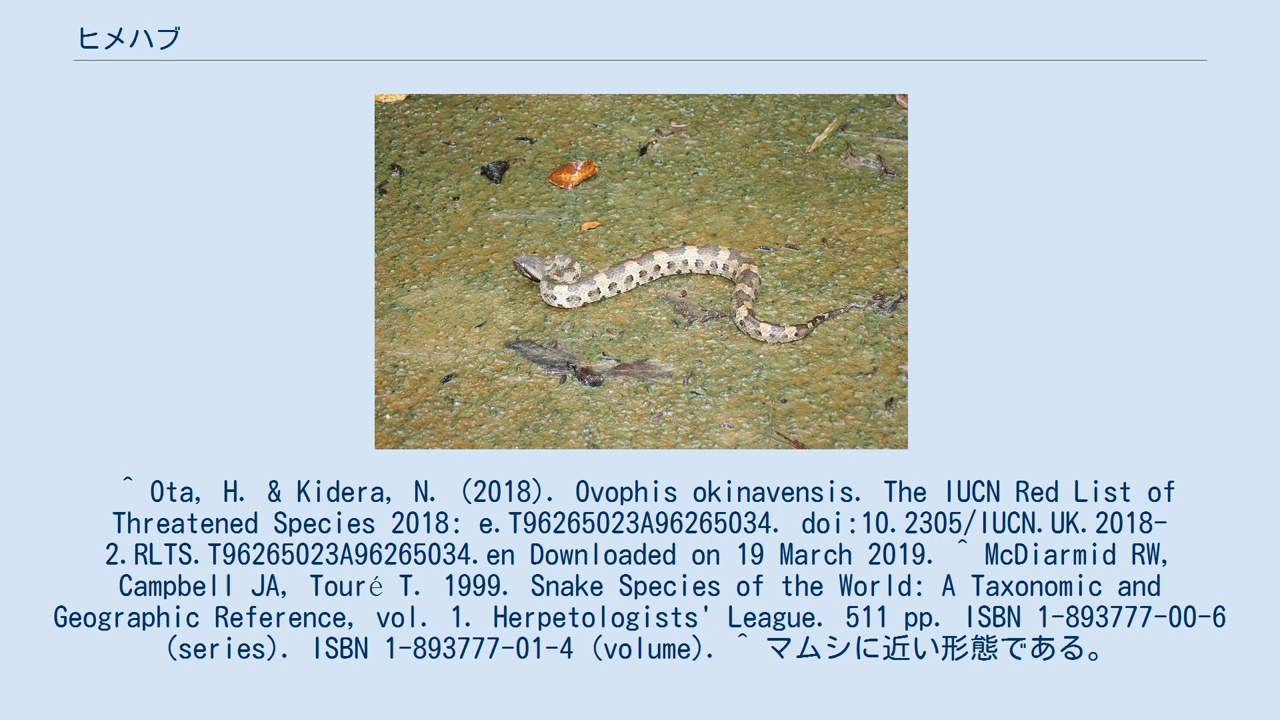 ヒメハブ
^ Ota, H. & Kidera, N. (2018). Ovophis okinavensis. The IUCN Red List of
Threatened Species 2018: e.T96265023A96265034. doi:10.2305/IUCN.UK.2018-
2.RLTS.T96265023A96265034.en Downloaded on 19 March 2019. ^ McDiarmid RW,
Campbell JA, Touré T. 1999. Snake Species of the World: A Taxonomic and
Geographic Reference, vol. 1. Herpetologists' League. 511 pp. ISBN 1-893777-00-6
(series). ISBN 1-893777-01-4 (volume). ^ マムシに近い形態である。